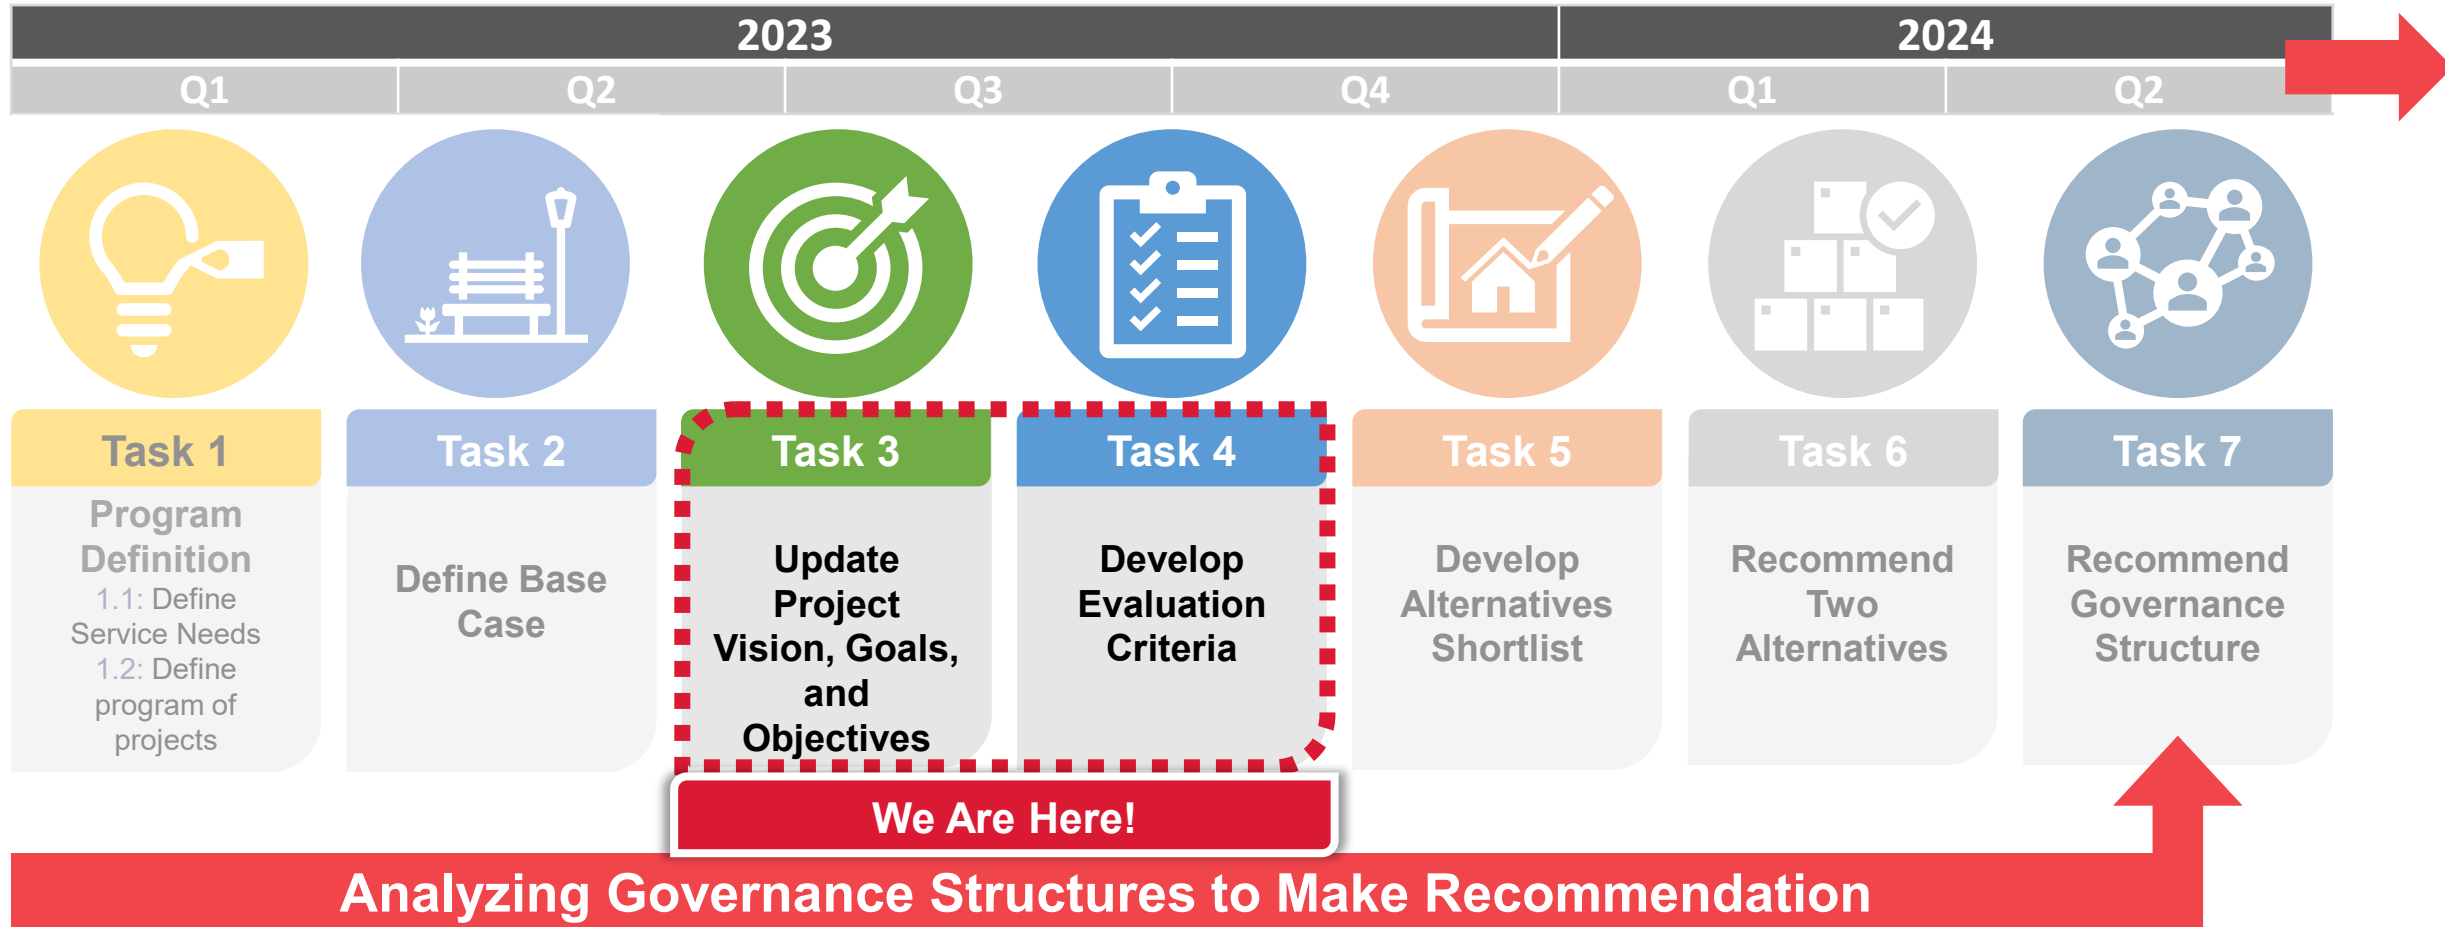 2023
2024
Q1
Q2
Q3
Q4
Q1
Q2
Task 1
Program
Definition
1.1: Define
Service Needs
1.2: Define
program of
projects
Task 2
Define Base
Case
Task 3
Update
Project
Vision, Goals,
and
Objectives
Task 4
Develop
Evaluation
Criteria
Task 5
Develop
Alternatives
Shortlist
Task 6
Recommend
Two
Alternatives
Task 7
Recommend
Governance
Structure
We Are Here!
Analyzing Governance Structures to Make Recommendation